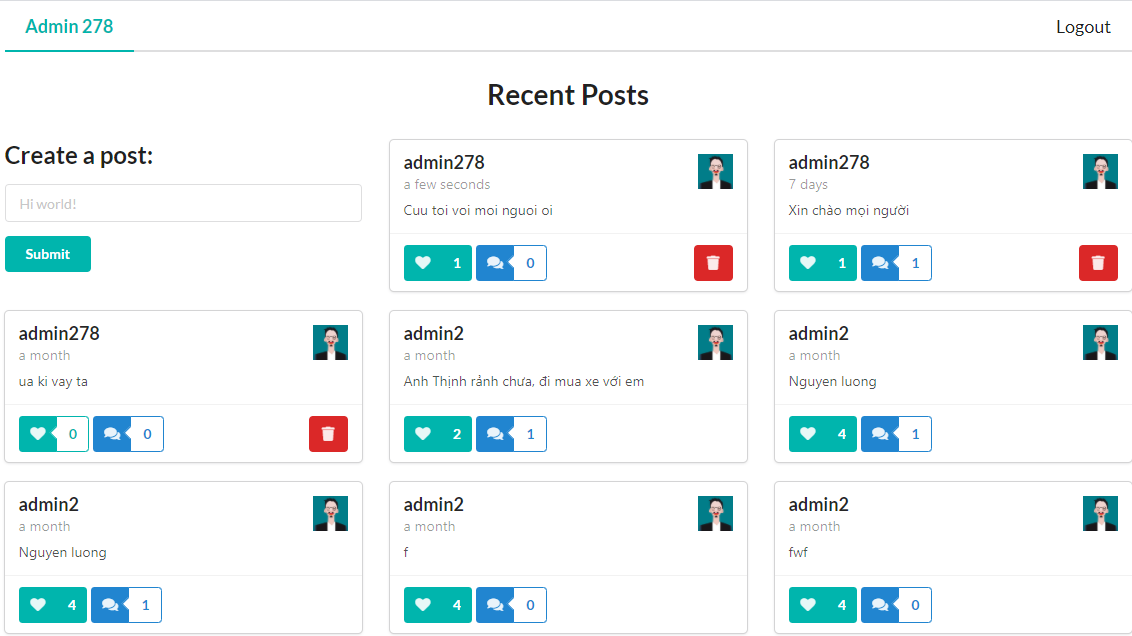 Admin 278
Logout
Recent Posts
Create a post:
Hi world!
Submit
admin278
a few seconds
Cuu toi voi moi nguoi oi
1
0
admin278
7 days
Xin chào mọi người
1
1
admin278
a month
ua ki vay ta
0
0
admin2
a month
Anh Thịnh rảnh chưa, đi mua xe với em
2
1
admin2
a month
Nguyen luong
4
1
admin2
a month
Nguyen luong
4
1
admin2
a month
f
4
0
admin2
a month
fwf
4
0